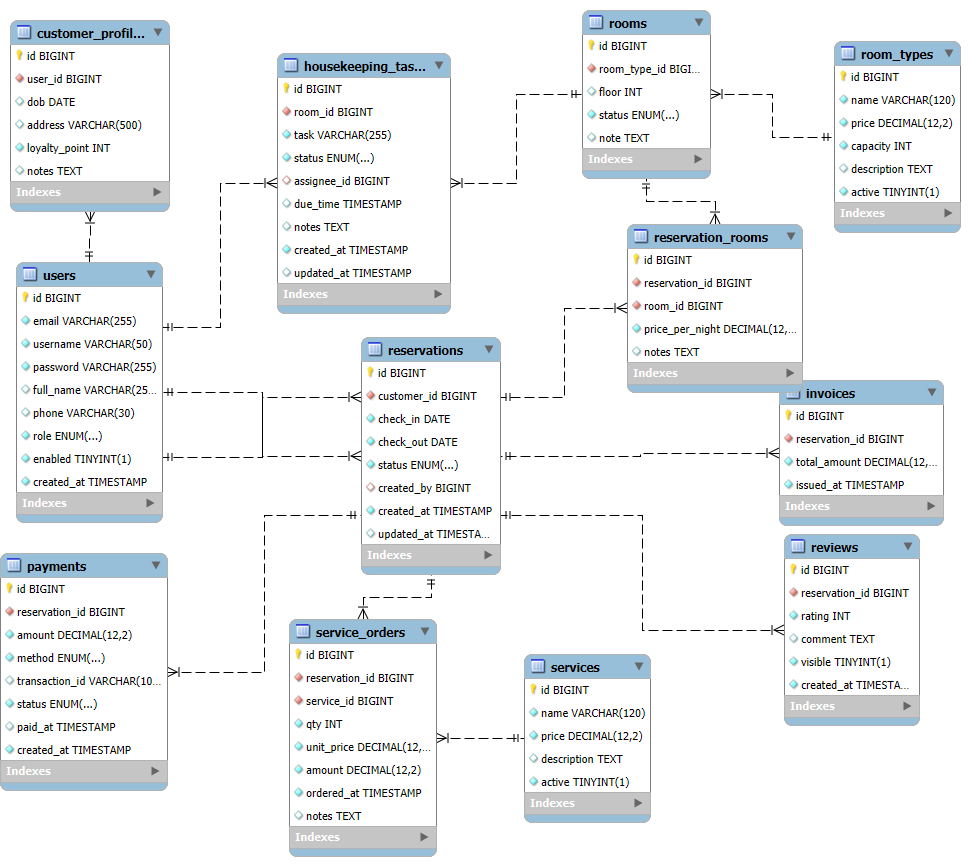 customer_profil...
id BIGINT
user_id BIGINT
dob DATE
address VARCHAR(500)
loyalty_point INT
notes TEXT
Indexes
housekeeping_tas...
id BIGINT
room_id BIGINT
task VARCHAR(255)
status ENUM(...)
assignee_id BIGINT
due_time TIMESTAMP
notes TEXT
created_at TIMESTAMP
updated_at TIMESTAMP
Indexes
rooms
id BIGINT
room_type_id BIGI...
floor INT
status ENUM(...)
note TEXT
Indexes
room_types
id BIGINT
name VARCHAR(120)
price DECIMAL(12,2)
capacity INT
description TEXT
active TINYINT(1)
Indexes
users
id BIGINT
email VARCHAR(255)
username VARCHAR(50)
password VARCHAR(255)
full_name VARCHAR(25...
phone VARCHAR(30)
role ENUM(...)
enabled TINYINT(1)
created_at TIMESTAMP
Indexes
reservation_rooms
id BIGINT
reservation_id BIGINT
room_id BIGINT
price_per_night DECIMAL(12,...
notes TEXT
Indexes
reservations
id BIGINT
customer_id BIGINT
check_in DATE
check_out DATE
status ENUM(...)
created_by BIGINT
created_at TIMESTAMP
updated_at TIMESTA...
Indexes
invoices
id BIGINT
reservation_id BIGINT
total_amount DECIMAL(12,...
issued_at TIMESTAMP
Indexes
payments
id BIGINT
reservation_id BIGINT
amount DECIMAL(12,2)
method ENUM(...)
transaction_id VARCHAR(10...
status ENUM(...)
paid_at TIMESTAMP
created_at TIMESTAMP
Indexes
reviews
id BIGINT
reservation_id BIGINT
rating INT
comment TEXT
visible TINYINT(1)
created_at TIMESTA...
Indexes
service_orders
id BIGINT
reservation_id BIGINT
service_id BIGINT
qty INT
unit_price DECIMAL(12,...
amount DECIMAL(12,2)
ordered_at TIMESTAMP
notes TEXT
Indexes
services
id BIGINT
name VARCHAR(120)
price DECIMAL(12,2)
description TEXT
active TINYINT(1)
Indexes